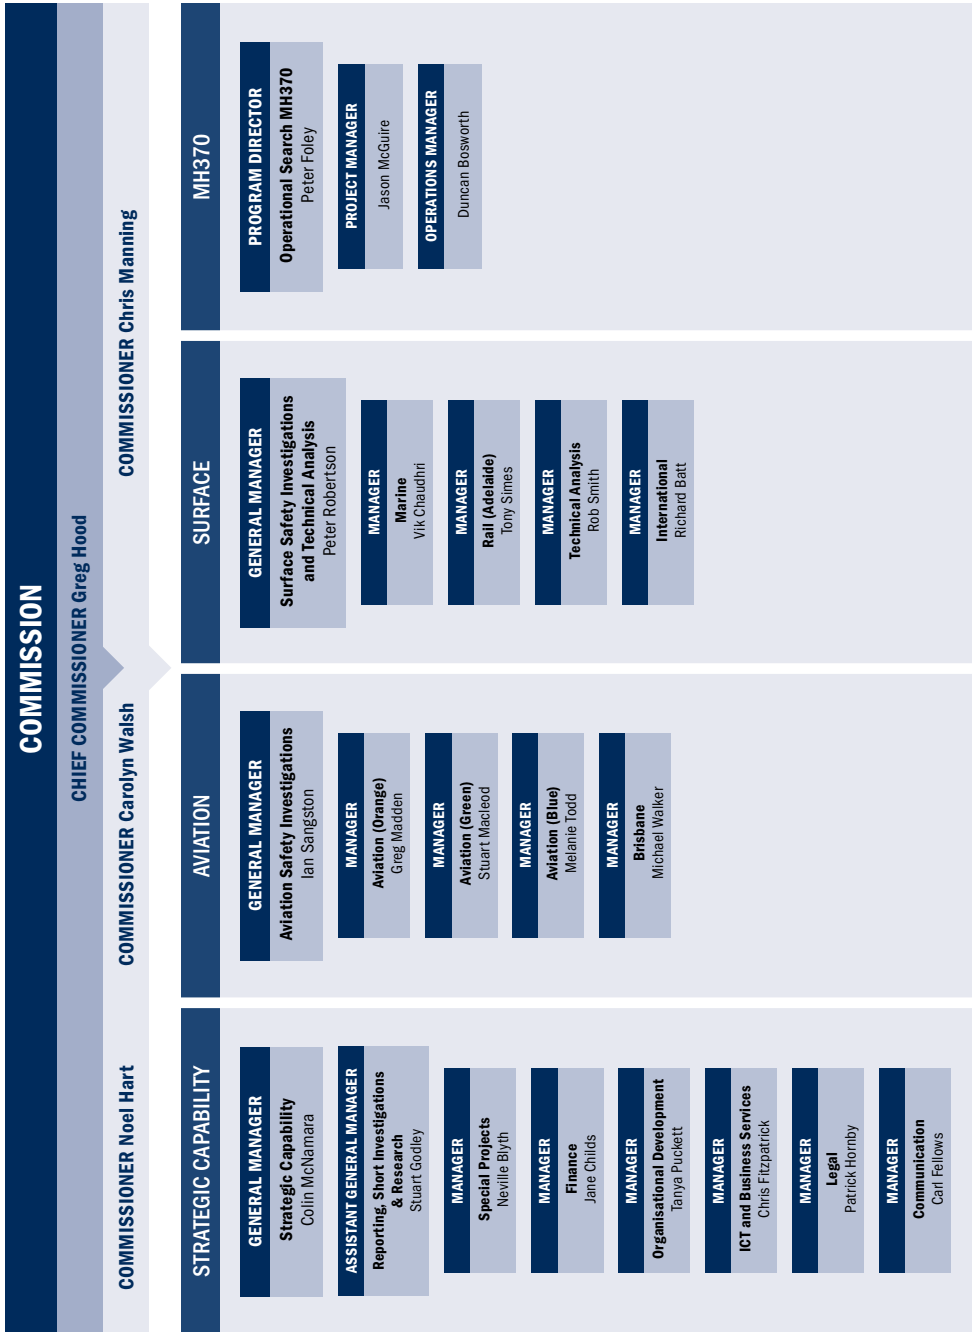 COMMISSION
CHIEF COMMISSIONER Greg Hood
COMMISSIONER Noel Hart
COMMISSIONER Carolyn Walsh
COMMISSIONER Chris Manning
STRATEGIC CAPABILITY
GENERAL MANAGER
Strategic Capability
Colin McNamara
ASSISTANT GENERAL MANAGER
Reporting, Short Investigations
& Research
Stuart Godley
MANAGER
Special Projects
Neville Blyth
MANAGER
Finance
Jane Childs
MANAGER
Organisational Development
Tanya Puckett
MANAGER
ICT and Business Services
Chris Fitzpatrick
MANAGER
Legal
Patrick Hornby
MANAGER
Communication
Carl Fellows
AVIATION
GENERAL MANAGER
Aviation Safety Investigations
Ian Sangston
MANAGER
Aviation (Orange)
Greg Madden
MANAGER
Aviation (Green)
Stuart Macleod
MANAGER
Aviation (Blue)
Melanie Todd
MANAGER
Brisbane
Michael Walker
SURFACE
GENERAL MANAGER
Surface Safety Investigations
and Technical Analysis
Peter Robertson
MANAGER
Marine
Vik Chaudhri
MANAGER
Rail (Adelaide)
Tony Simes
MANAGER
Technical Analysis
Rob Smith
MANAGER
International
Richard Batt
MH370
PROGRAM DIRECTOR
Operational Search MH370
Peter Foley
PROJECT MANAGER
Jason McGuire
OPERATIONS MANAGER
Duncan Bosworth